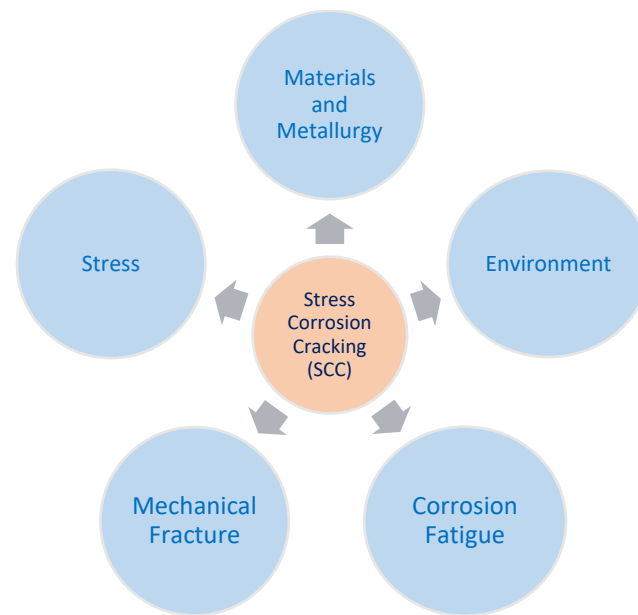 Materials
and
Metallurgy
Stress
Environment
Stress
Corrosion
Cracking
(SCC)
Mechanical
Fracture
Corrosion
Fatigue